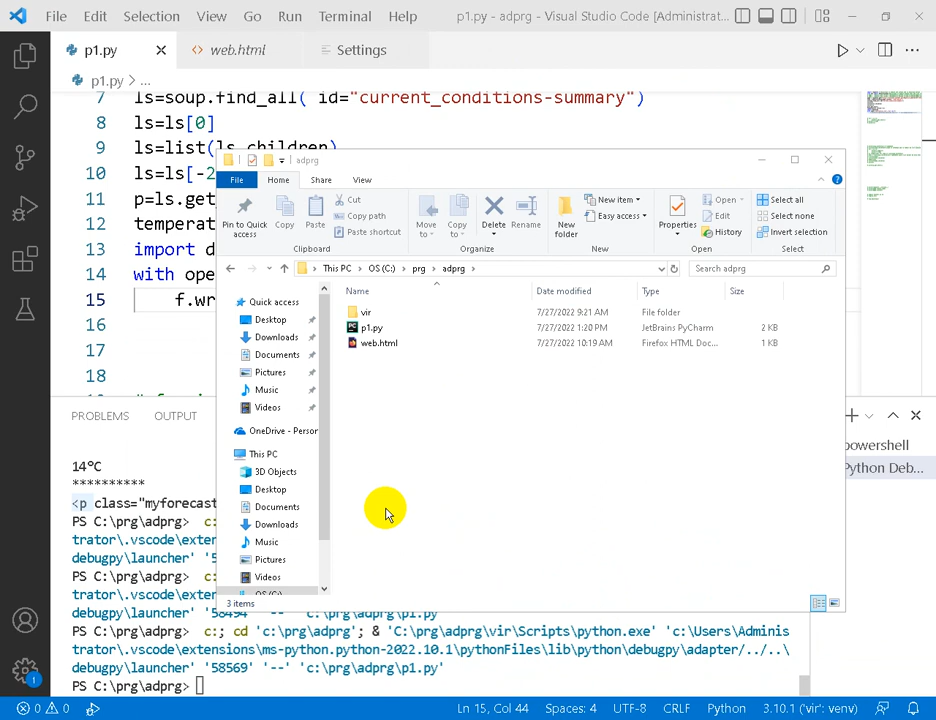 File Edit Selection View Go Run Terminal Help p1.py - adprg - Visual Studio Code [Administrat...
p1.py web.html Settings
p1.py > ...
7 ls=soup.find_all( id="current_conditions-summary")
8 ls=ls[0]
9 ls=list(ls.children)
10 ls=ls[-2
11 p=ls.get
12 temperat
13 import d
14 with ope
15 f.wr
16
17
18
adprg
File Home Share View
Pin to Quick access
Copy
Paste
Cut
Copy path
Paste shortcut
Clipboard
Move to
Copy to
Delete
Rename
Organize
New folder
New item
Easy access
New
Properties
Open
Edit
History
Open
Select all
Select none
Invert selection
Select
This PC > OS (C:) > prg > adprg >
Search adprg
Name Date modified Type Size
vir 7/27/2022 9:21 AM File folder
p1.py 7/27/2022 1:20 PM JetBrains PyCharm 2 KB
web.html 7/27/2022 10:19 AM Firefox HTML Doc... 1 KB
Quick access
Desktop
Downloads
Documents
Pictures
Music
Videos
OneDrive - Person
This PC
3D Objects
Desktop
Documents
Downloads
Music
Pictures
Videos
OS (C:)
3 items
PROBLEMS OUTPUT
powershell
Python Deb...
14°C
**********
<p class="myforecast
PS C:\prg\adprg> c:
trator\.vscode\exten
debugpy\launcher' '5
PS C:\prg\adprg> c:
trator\.vscode\exten
debugpy\launcher' '58494' '--' 'c:\prg\adprg\p1.py'
PS C:\prg\adprg> c:; cd 'c:\prg\adprg'; & 'C:\prg\adprg\vir\Scripts\python.exe' 'c:\Users\Adminis
trator\.vscode\extensions\ms-python.python-2022.10.1\pythonFiles\lib\python\debugpy\adapter/../..\
debugpy\launcher' '58569' '--' 'c:\prg\adprg\p1.py'
PS C:\prg\adprg>
0 0 Ln 15, Col 44 Spaces: 4 UTF-8 CRLF Python 3.10.1 ('vir': venv)
1